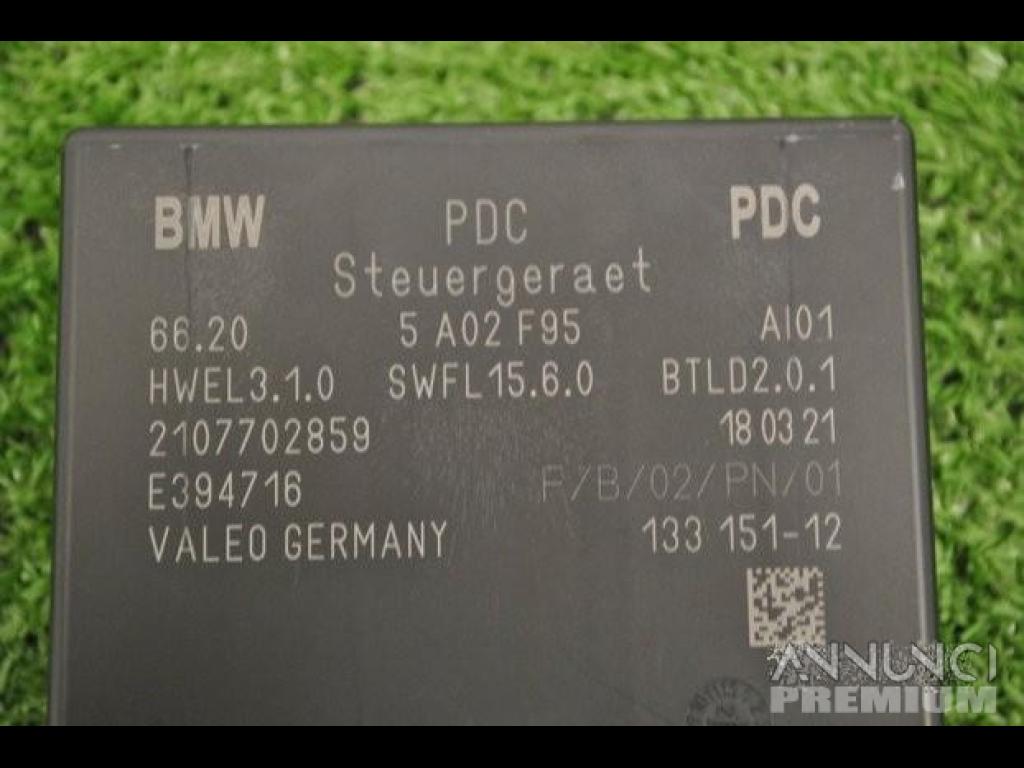 BMW PDC PDC
Steuergeraet
66.20 5 A02 F95 AI01
HWEL3.1.0 SWFL15.6.0 BTLD2.0.1
2107702859 18 03 21
E394716 F/B/02/PN/01
VALEO GERMANY 133 151-12
ANNUNCI
PREMIUM